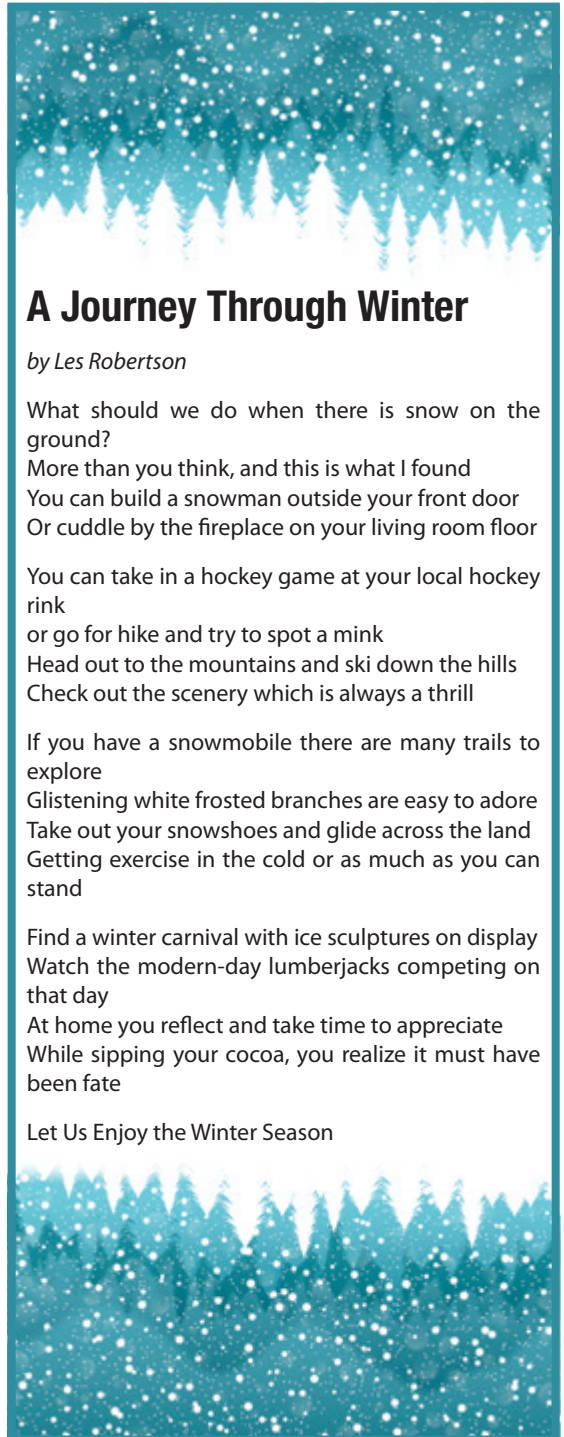 A Journey Through Winter
by Les Robertson
What should we do when there is snow on the
ground?
More than you think, and this is what I found
You can build a snowman outside your front door
Or cuddle by the fireplace on your living room floor
You can take in a hockey game at your local hockey
rink
or go for hike and try to spot a mink
Head out to the mountains and ski down the hills
Check out the scenery which is always a thrill
If you have a snowmobile there are many trails to
explore
Glistening white frosted branches are easy to adore
Take out your snowshoes and glide across the land
Getting exercise in the cold or as much as you can
stand
Find a winter carnival with ice sculptures on display
Watch the modern-day lumberjacks competing on
that day
At home you reflect and take time to appreciate
While sipping your cocoa, you realize it must have
been fate
Let Us Enjoy the Winter Season